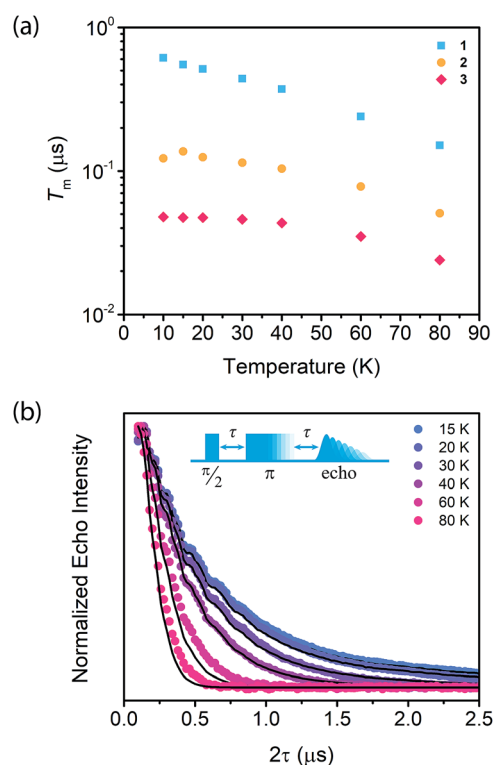 (a)
10⁰
10⁻¹
10⁻²
Tₘ (μs)
1
2
3
0 10 20 30 40 50 60 70 80 90
Temperature (K)
(b)
τ τ
π/2 π echo
15 K
20 K
30 K
40 K
60 K
80 K
Normalized Echo Intensity
0.0 0.5 1.0 1.5 2.0 2.5
2τ (μs)